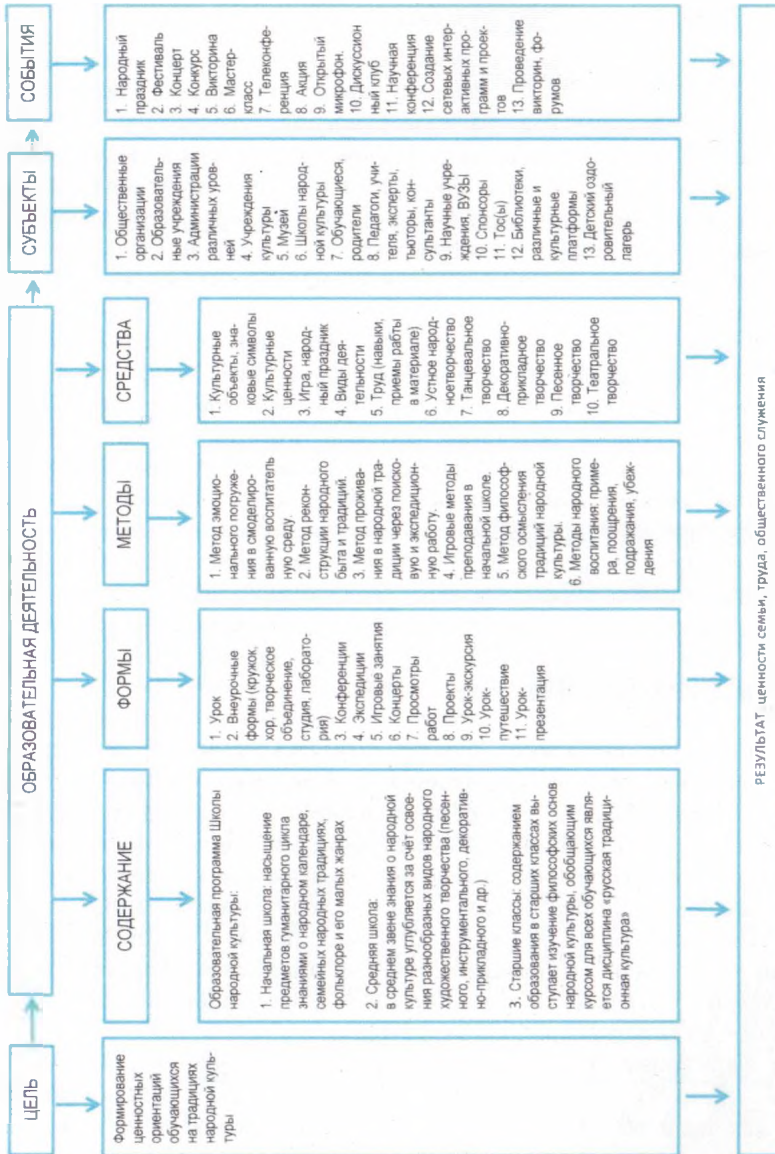 ЦЕЛЬ
ОБРАЗОВАТЕЛЬНАЯ ДЕЯТЕЛЬНОСТЬ
СУБЪЕКТЫ
СОБЫТИЯ
Формирование
ценностных
ориентаций
обучающихся
на традициях
народной куль-
туры
СОДЕРЖАНИЕ
Образовательная программа Школы
народной культуры:
1. Начальная школа: насыщение
предметов гуманитарного цикла
знаниями о народном календаре,
семейных народных традициях,
фольклоре и его малых жанрах
2. Средняя школа:
в среднем звене знания о народной
культуре углубляется за счёт освое-
ния разнообразных видов народного
художественного творчества (песен-
ного, инструментального, декоратив-
но-прикладного и др.)
3. Старшие классы: содержанием
образования в старших классах вы-
ступает изучение философских основ
народной культуры, обобщающим
курсом для всех обучающихся явля-
ется дисциплина «русская традици-
онная культура»
ФОРМЫ
1. Урок
2. Внеурочные
формы (кружок,
хор, творческое
объединение,
студия, лаборато-
рия)
3. Конференции
4. Экспедиции
5. Игровые занятия
6. Концерты
7. Просмотры
работ
8. Проекты
9. Урок-экскурсия
10. Урок-
путешествие
11. Урок-
презентация
МЕТОДЫ
1. Метод эмоцио-
нального погруже-
ния в смоделиро-
ванную воспитатель
ную среду.
2. Метод рекон-
струкции народного
быта и традиций.
3. Метод прожива-
ния в народной тра-
диции через поиско-
вую и экспедицион-
ную работу.
4. Игровые методы
преподавания в
начальной школе.
5. Метод философ-
ского осмысления
традиций народной
культуры.
6. Методы народного
воспитания: приме-
ра, поощрения,
подражания, убеж-
дения
СРЕДСТВА
1. Культурные
объекты, зна-
ковые символы
2. Культурные
ценности
3. Игра, народ-
ный праздник
4. Виды дея-
тельности
5. Труд (навыки,
приемы рабты
в материале)
6. Устное народ-
ноетворчество
7. Танцевальное
творчество
8. Декоративно-
прикладное
творчество
9. Песенное
творчество
10. Театральное
творчество
1. Общественные
организации
2. Образователь-
ные учреждения
3. Администрации
различных уров-
ней
4. Учреждения
культуры
5. Музеи
6. Школы народ-
ной культуры
7. Обучающиеся,
родители
8. Педагоги, учи-
теля, эксперты,
тьюторы, кон-
сультанты
9. Научные учре-
ждения, ВУЗЫ
10. Спонсоры
11. Тос(ы)
12. Библиотеки,
различные и
культурные
платформы
13. Детский оздо-
ровительный
лагерь
1. Народный
праздник
2. Фестиваль
3. Концерт
4. Конкурс
5. Викторина
6. Мастер-
класс
7. Телеконфе-
ренция
8. Акция
9. Открытый
микрофон.
10. Дискуссион
ный клуб
11. Научная
конференция
12. Создание
сетевых интер-
активных про-
грамм и проек-
тов
13. Проведение
викторин, фо-
румов
РЕЗУЛЬТАТ ценности семьи, труда, общественного служения